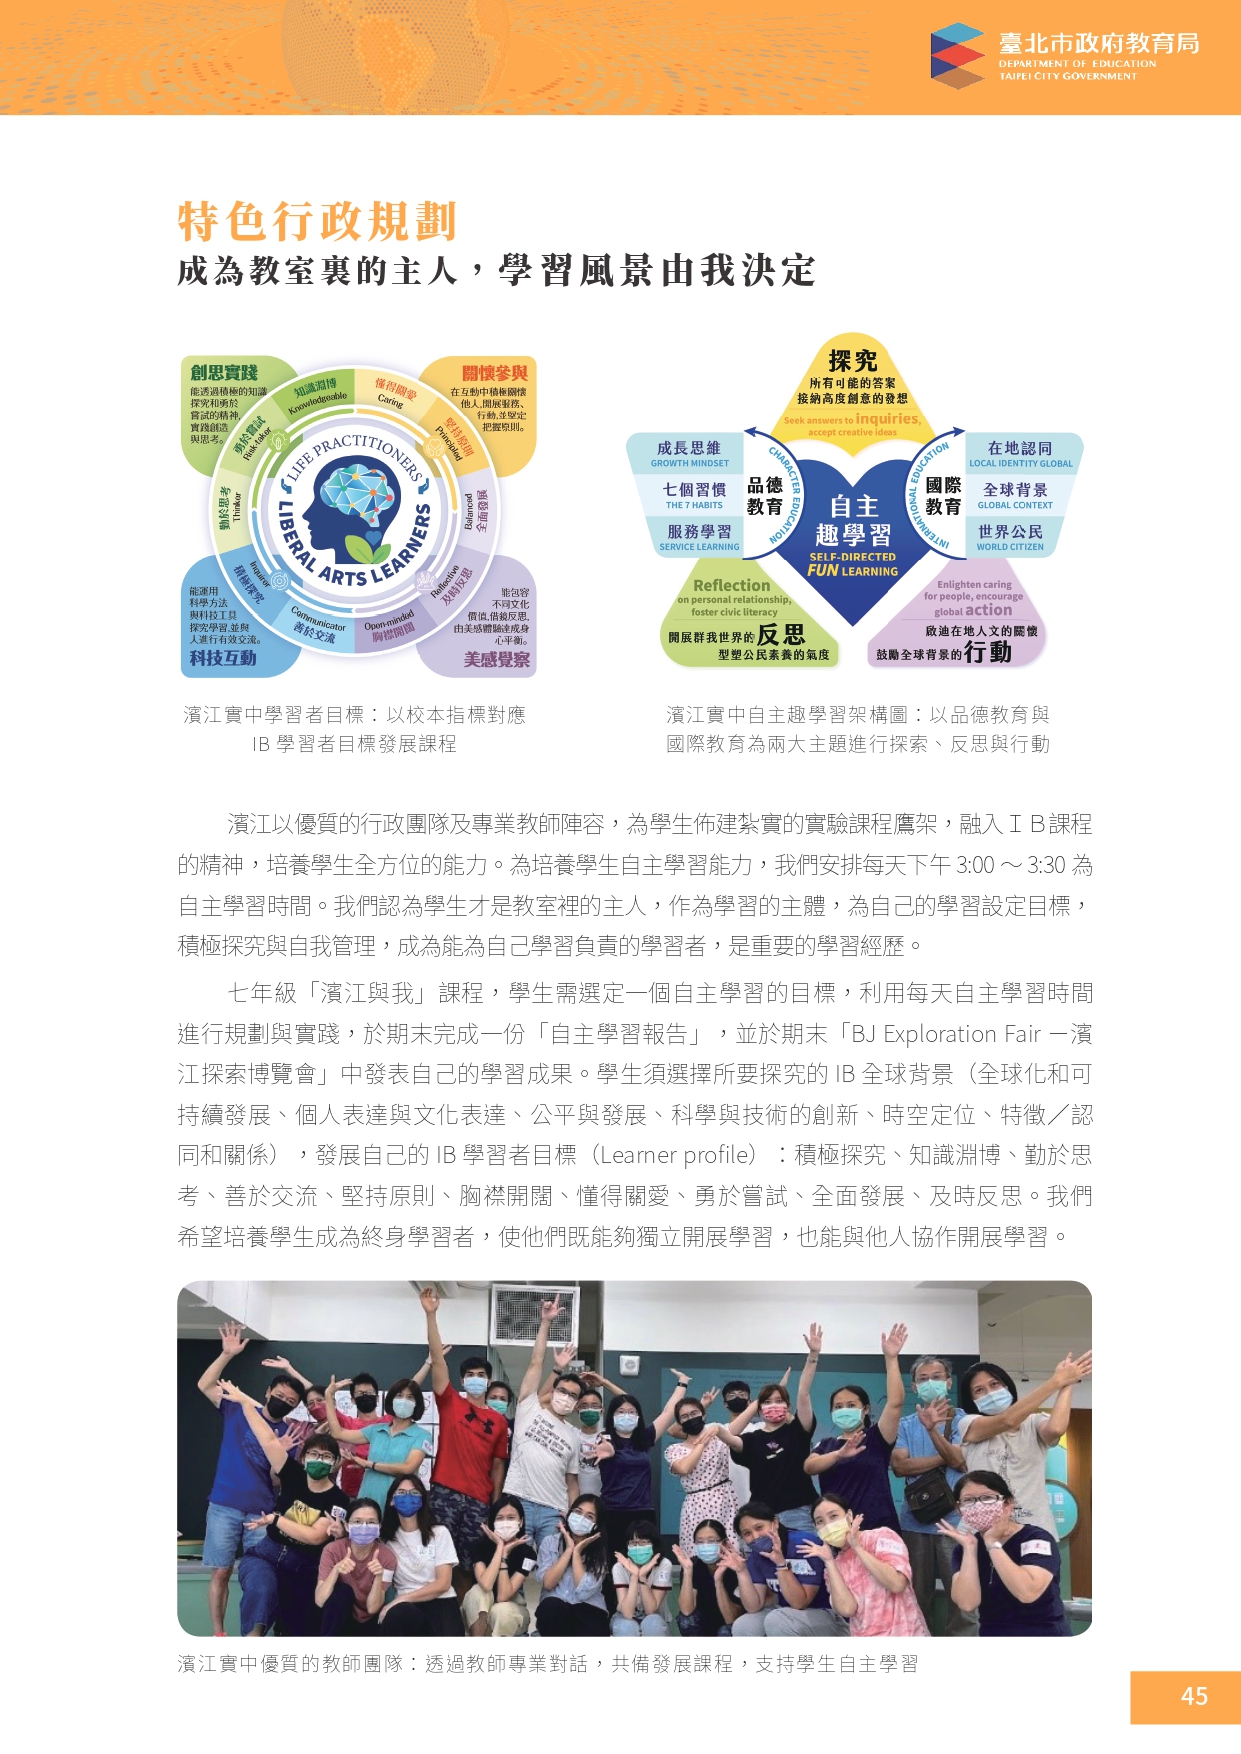 臺北市政府教育局
DEPARTMENT OF EDUCATION
TAIPEI CITY GOVERNMENT
特色行政規劃
成為教室裏的主人，學習風景由我決定
創思實踐
能透過積極的知識
探究和勇於
嘗試的精神,
實踐創造
與思考。
關懷參與
在互動中積極關懷
他人,開展服務、
行動,並堅定
把握原則。
知識淵博
Knowledgeable
懂得關愛
Caring
堅持原則
Principled
全面發展
Balanced
及時反思
Reflective
胸襟開闊
Open-minded
善於交流
Communicator
積極探究
Inquirer
勤於思考
Thinker
勇於嘗試
Risk-taker
LIFE PRACTITIONERS
LIBERAL ARTS LEARNERS
能運用
科學方法
與科技工具
探究學習,並與
人進行有效交流。
科技互動
能包容
不同文化
價值,借鏡反思,
由美感體驗達成身
心平衡。
美感覺察
探究
所有可能的答案
接納高度創意的發想
Seek answers to inquiries,
accept creative ideas
成長思維
GROWTH MINDSET
七個習慣
THE 7 HABITS
服務學習
SERVICE LEARNING
品德
教育
CHARACTER EDUCATION
自主
趣學習
SELF-DIRECTED
FUN LEARNING
INTERNATIONAL EDUCATION
國際
教育
在地認同
LOCAL IDENTITY GLOBAL
全球背景
GLOBAL CONTEXT
世界公民
WORLD CITIZEN
Reflection
on personal relationship,
foster civic literacy
開展群我世界的反思
型塑公民素養的氣度
Enlighten caring
for people, encourage
global action
啟迪在地人文的關懷
鼓勵全球背景的行動
濱江實中學習者目標：以校本指標對應
IB 學習者目標發展課程
濱江實中自主趣學習架構圖：以品德教育與
國際教育為兩大主題進行探索、反思與行動
濱江以優質的行政團隊及專業教師陣容，為學生佈建紮實的實驗課程鷹架，融入ＩＢ課程
的精神，培養學生全方位的能力。為培養學生自主學習能力，我們安排每天下午 3:00 ～ 3:30 為
自主學習時間。我們認為學生才是教室裡的主人，作為學習的主體，為自己的學習設定目標，
積極探究與自我管理，成為能為自己學習負責的學習者，是重要的學習經歷。
七年級「濱江與我」課程，學生需選定一個自主學習的目標，利用每天自主學習時間
進行規劃與實踐，於期末完成一份「自主學習報告」，並於期末「BJ Exploration Fair －濱
江探索博覽會」中發表自己的學習成果。學生須選擇所要探究的 IB 全球背景（全球化和可
持續發展、個人表達與文化表達、公平與發展、科學與技術的創新、時空定位、特徵／認
同和關係），發展自己的 IB 學習者目標（Learner profile）：積極探究、知識淵博、勤於思
考、善於交流、堅持原則、胸襟開闊、懂得關愛、勇於嘗試、全面發展、及時反思。我們
希望培養學生成為終身學習者，使他們既能夠獨立開展學習，也能與他人協作開展學習。
濱江實中優質的教師團隊：透過教師專業對話，共備發展課程，支持學生自主學習
45